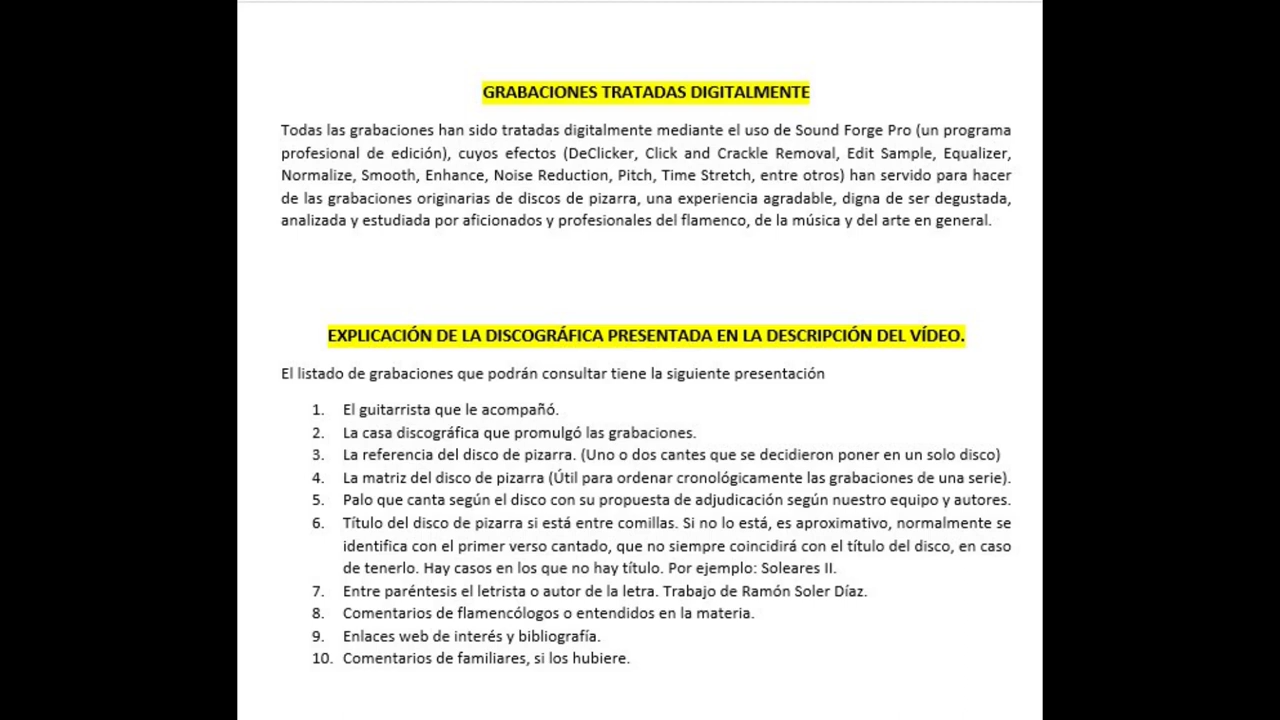 GRABACIONES TRATADAS DIGITALMENTE
Todas las grabaciones han sido tratadas digitalmente mediante el uso de Sound Forge Pro (un programa
profesional de edición), cuyos efectos (DeClicker, Click and Crackle Removal, Edit Sample, Equalizer,
Normalize, Smooth, Enhance, Noise Reduction, Pitch, Time Stretch, entre otros) han servido para hacer
de las grabaciones originarias de discos de pizarra, una experiencia agradable, digna de ser degustada,
analizada y estudiada por aficionados y profesionales del flamenco, de la música y del arte en general.
EXPLICACIÓN DE LA DISCOGRÁFICA PRESENTADA EN LA DESCRIPCIÓN DEL VÍDEO.
El listado de grabaciones que podrán consultar tiene la siguiente presentación
1. El guitarrista que le acompañó.
2. La casa discográfica que promulgó las grabaciones.
3. La referencia del disco de pizarra. (Uno o dos cantes que se decidieron poner en un solo disco)
4. La matriz del disco de pizarra (Útil para ordenar cronológicamente las grabaciones de una serie).
5. Palo que canta según el disco con su propuesta de adjudicación según nuestro equipo y autores.
6. Título del disco de pizarra si está entre comillas. Si no lo está, es aproximativo, normalmente se
identifica con el primer verso cantado, que no siempre coincidirá con el título del disco, en caso
de tenerlo. Hay casos en los que no hay título. Por ejemplo: Soleares II.
7. Entre paréntesis el letrista o autor de la letra. Trabajo de Ramón Soler Díaz.
8. Comentarios de flamencólogos o entendidos en la materia.
9. Enlaces web de interés y bibliografía.
10. Comentarios de familiares, si los hubiere.